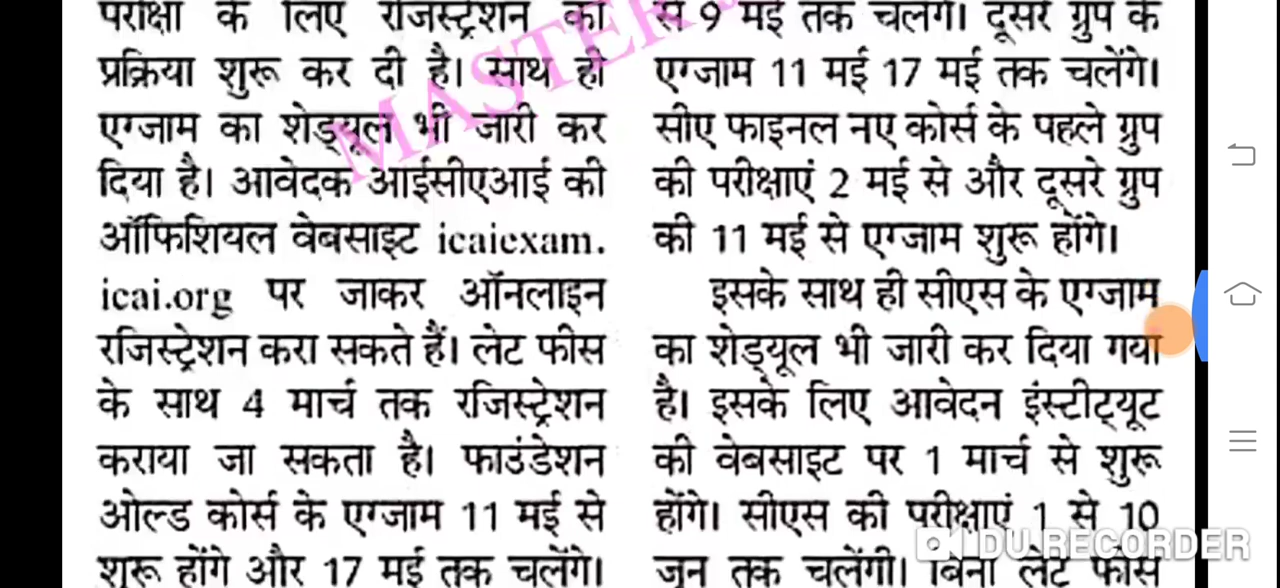 परीक्षा के लिए रजिस्ट्रेशन की
प्रक्रिया शुरू कर दी है। साथ ही
एग्जाम का शेड्यूल भी जारी कर
दिया है। आवेदक आईसीएआई की
ऑफिशियल वेबसाइट icaiexam.
icai.org पर जाकर ऑनलाइन
रजिस्ट्रेशन करा सकते हैं। लेट फीस
के साथ 4 मार्च तक रजिस्ट्रेशन
कराया जा सकता है। फाउंडेशन
ओल्ड कोर्स के एग्जाम 11 मई से
शुरू होंगे और 17 मई तक चलेंगे।
से 9 मई तक चलेंगे। दूसरे ग्रुप के
एग्जाम 11 मई 17 मई तक चलेंगे।
सीए फाइनल नए कोर्स के पहले ग्रुप
की परीक्षाएं 2 मई से और दूसरे ग्रुप
की 11 मई से एग्जाम शुरू होंगे।
इसके साथ ही सीएस के एग्जाम
का शेड्यूल भी जारी कर दिया गया
है। इसके लिए आवेदन इंस्टीट्यूट
की वेबसाइट पर 1 मार्च से शुरू
होंगे। सीएस की परीक्षाएं 1 से 10
जून तक चलेंगी। बिना लेट फीस
MASTER
DU RECORDER